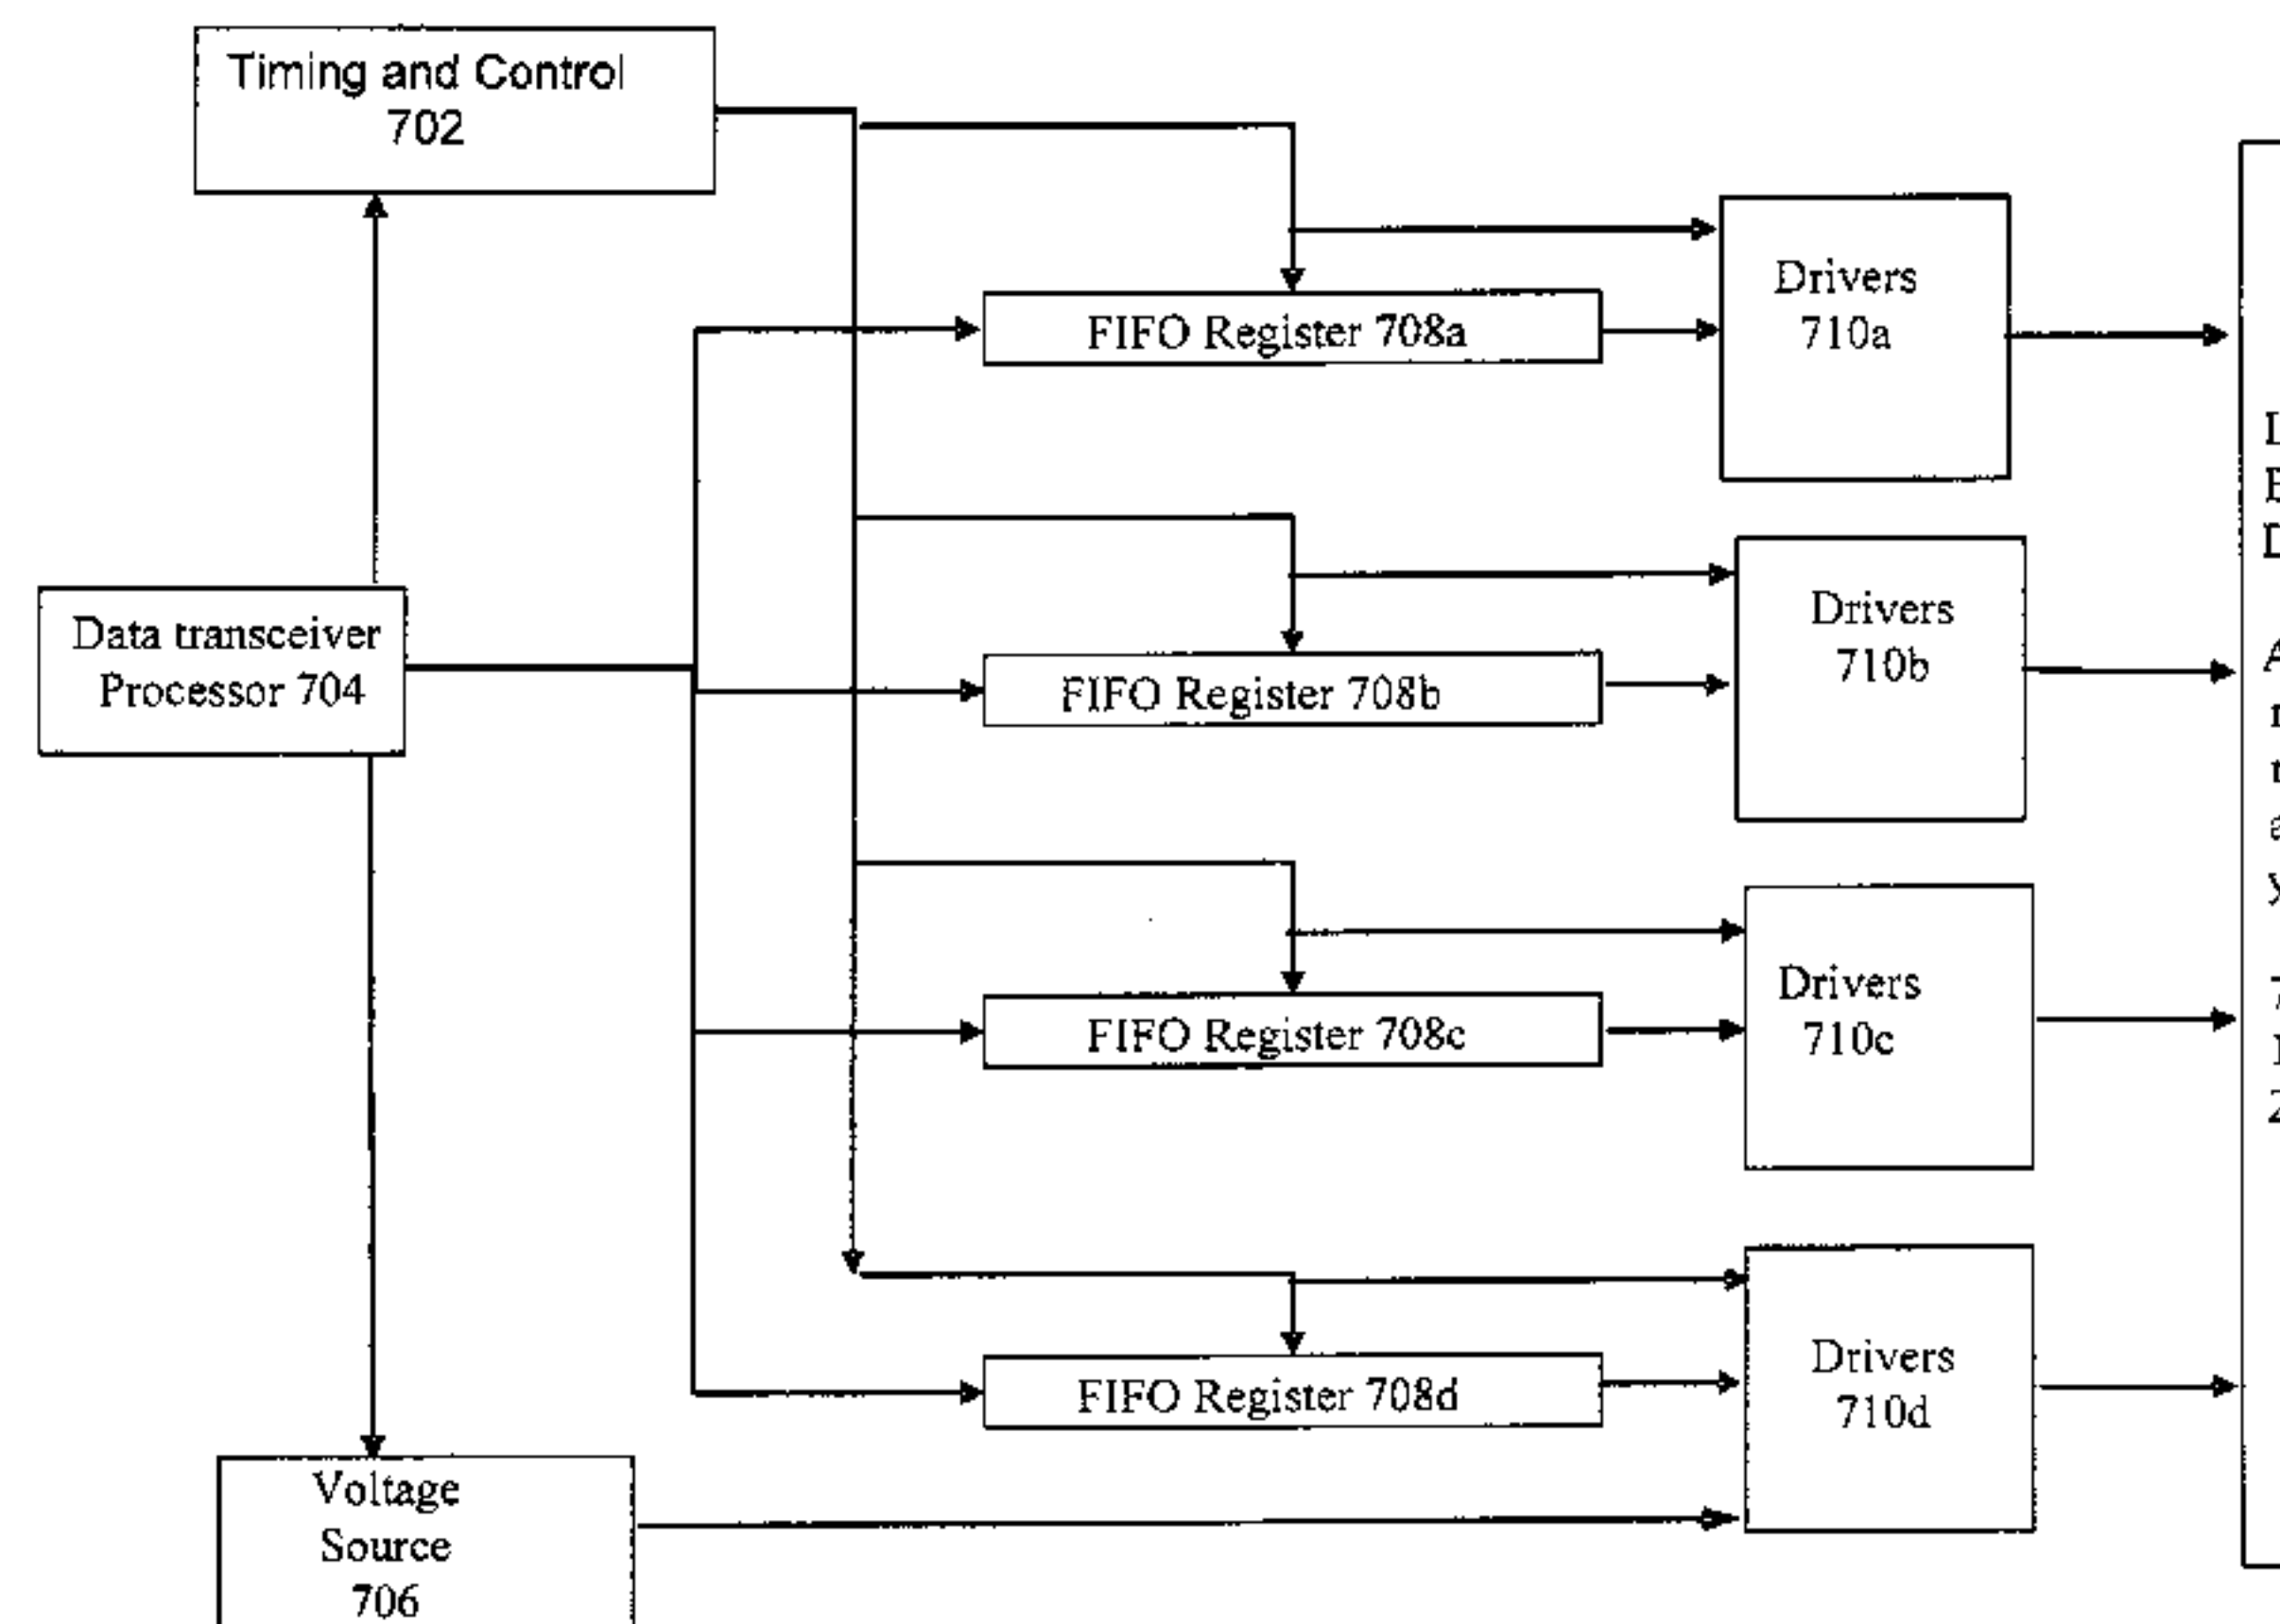 Timing and Control
702
Drivers
710a
FIFO Register 708a
Drivers
710b
Data transceiver
Processor 704
FIFO Register 708b
Drivers
710c
FIFO Register 708c
Drivers
710d
FIFO Register 708d
Voltage
Source
706